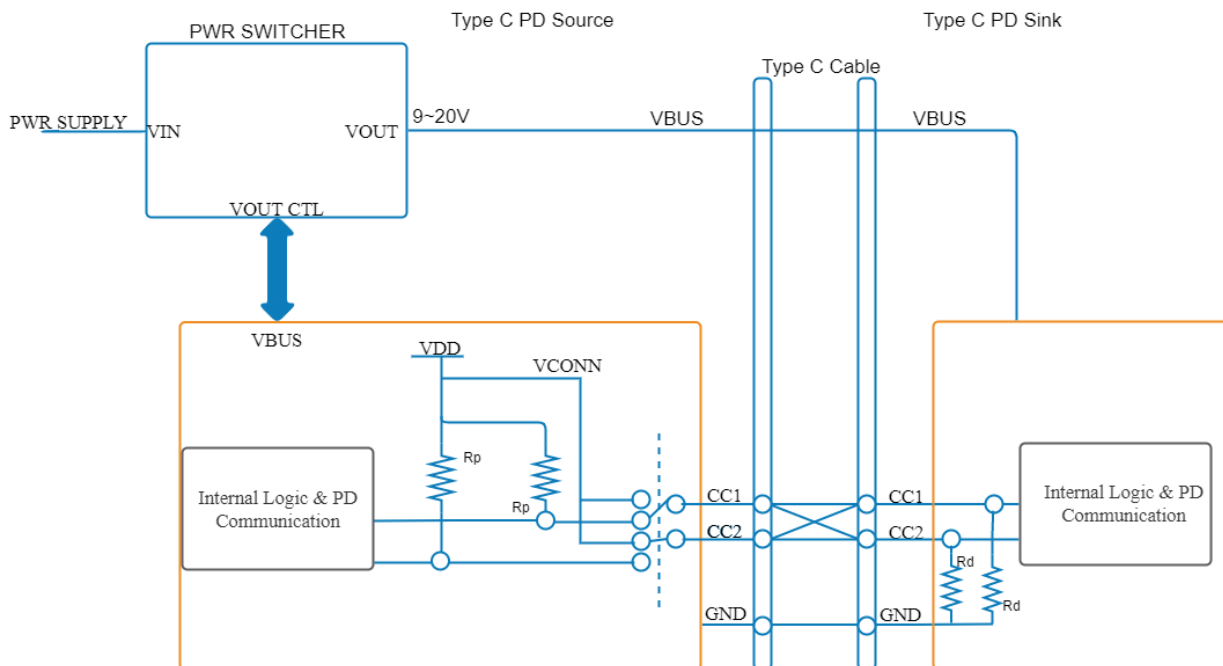 Type C PD Source
Type C PD Sink
PWR SWITCHER
Type C Cable
PWR_SUPPLY
VIN
VOUT
9~20V
VBUS
VBUS
VOUT CTL
VBUS
VDD
VCONN
Rp
Rp
Internal Logic & PD
Communication
CC1
CC2
CC1
CC2
Internal Logic & PD
Communication
Rd
Rd
GND
GND